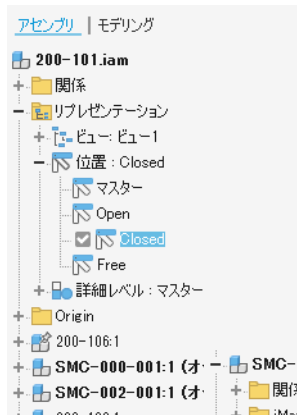 アセンブリ | モデリング
200-101.iam
関係
リプレゼンテーション
ビュー: ビュー1
位置 : Closed
マスター
Open
Closed
Free
詳細レベル : マスター
Origin
200-106:1
SMC-000-001:1 (オ
SMC-
SMC-002-001:1 (オ
関係